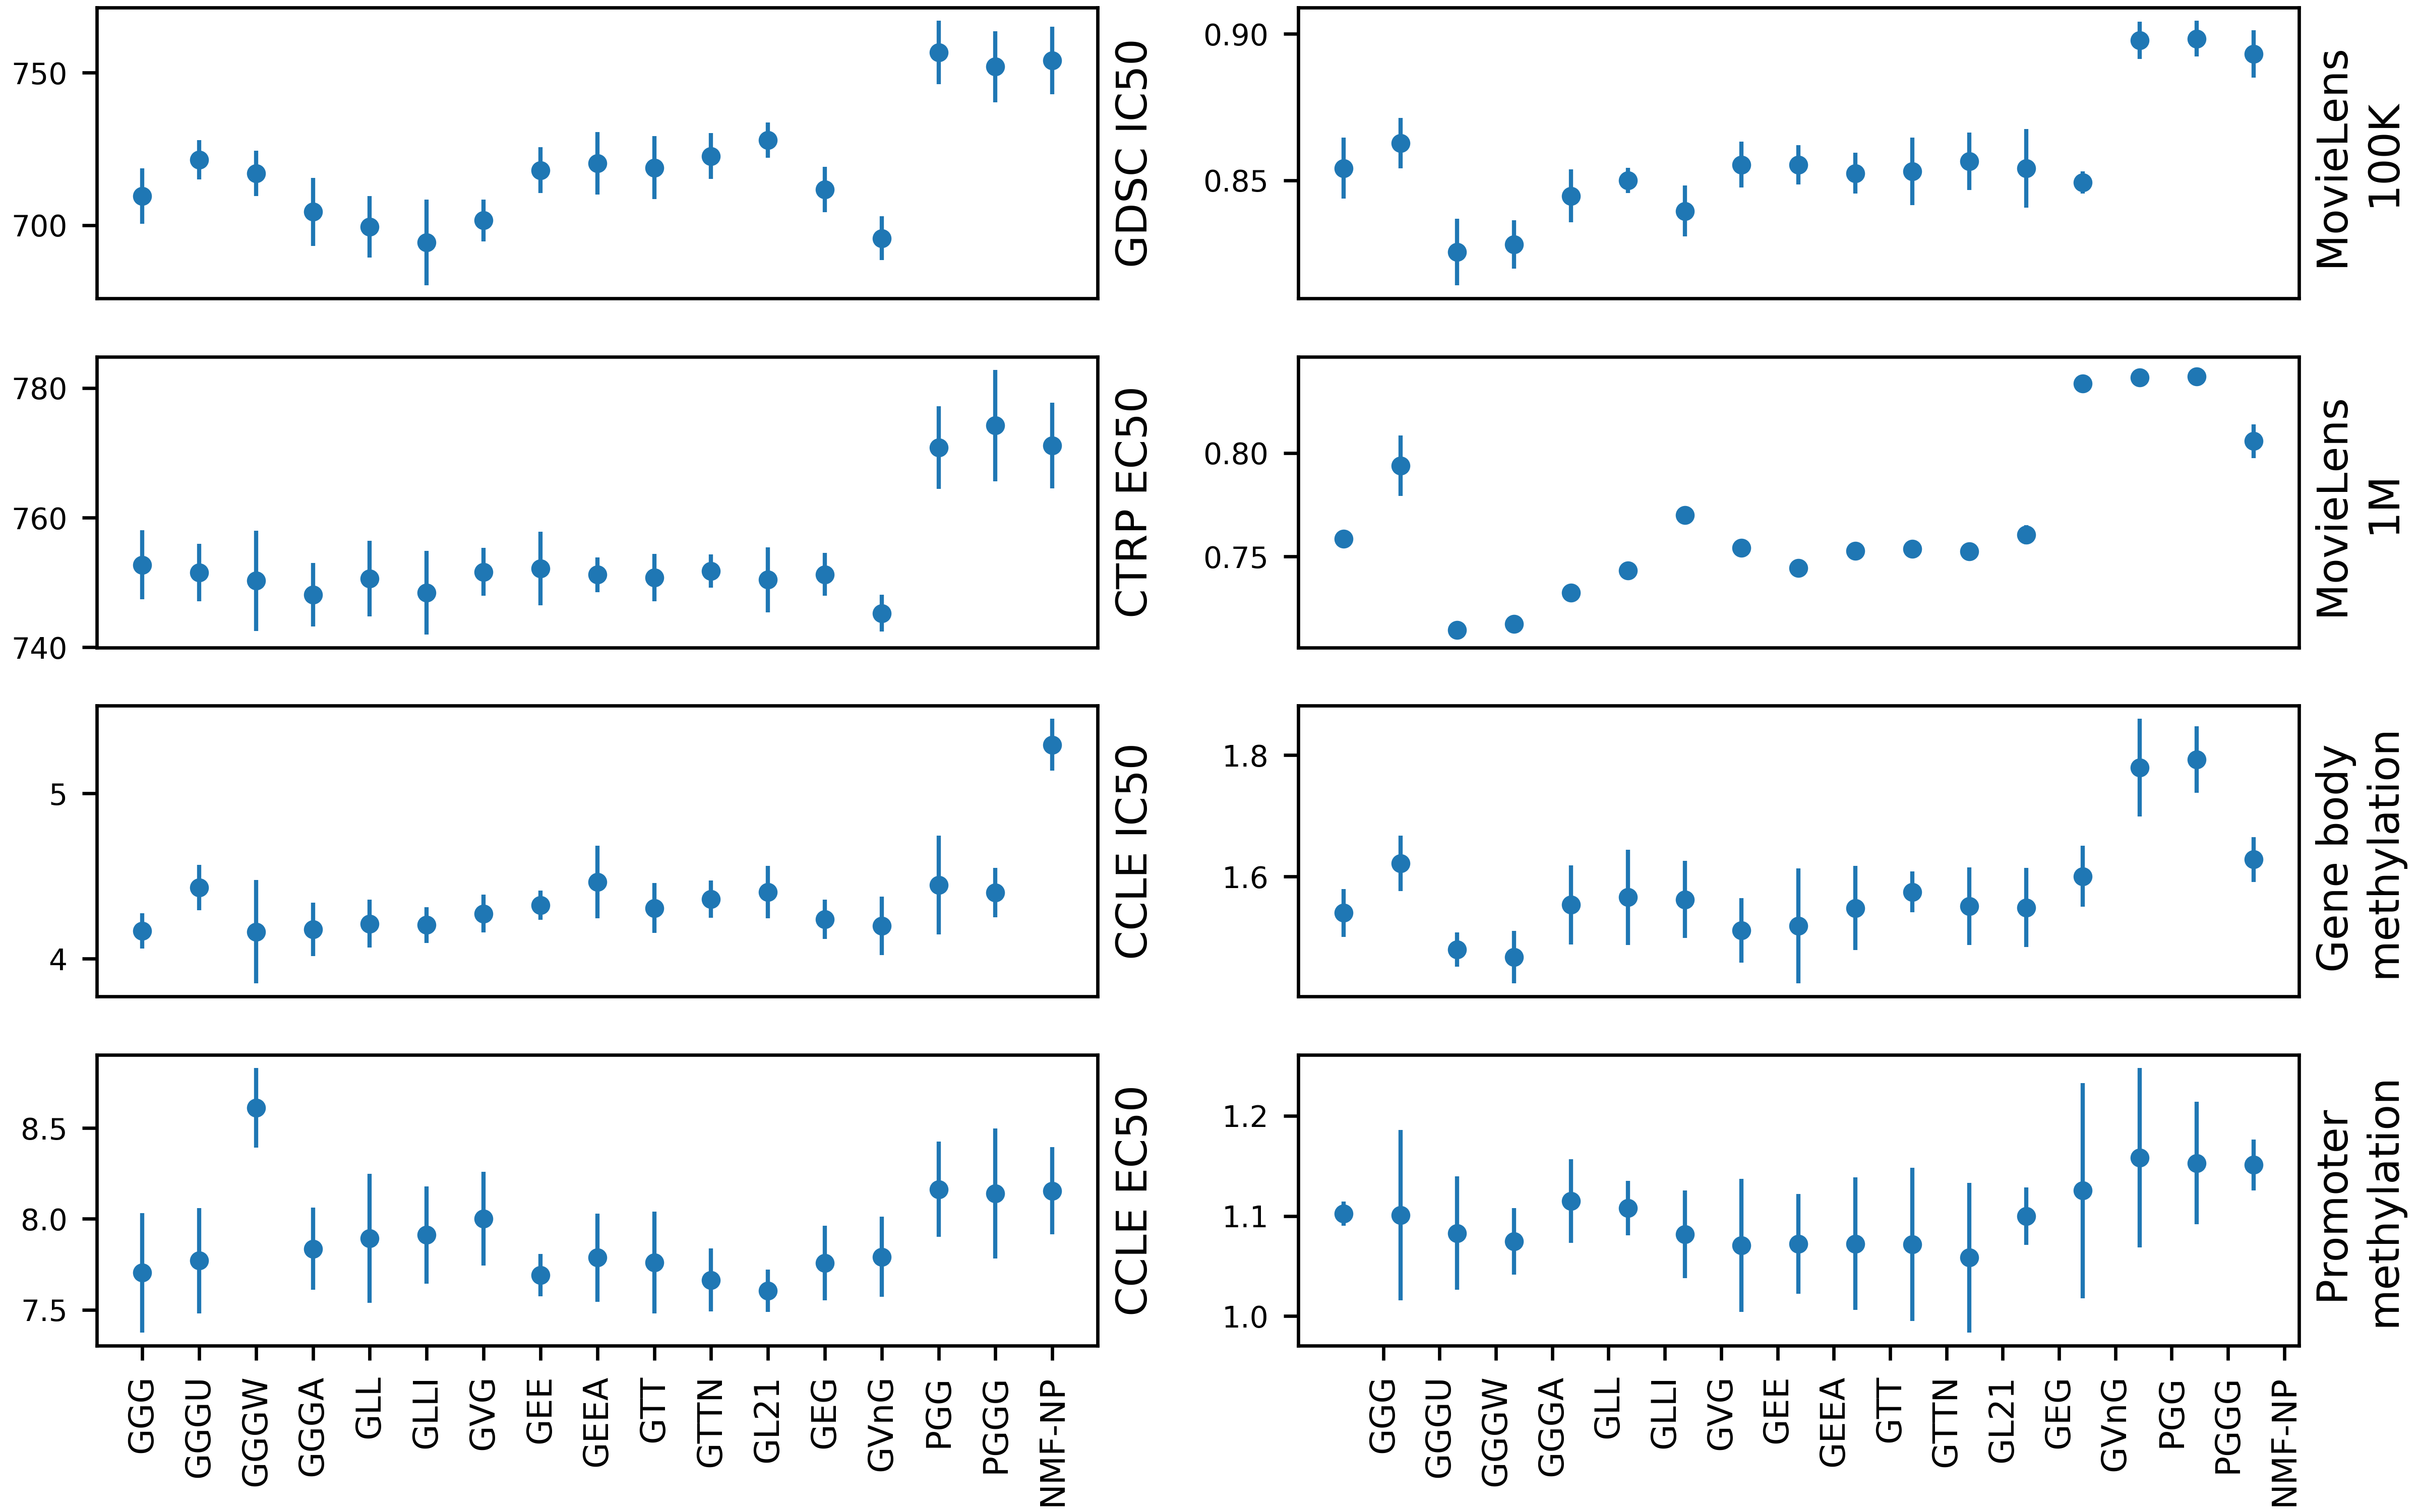 750
700
GDSC IC50
0.90
0.85
MovieLens
100K
780
760
740
CTRP EC50
0.80
0.75
MovieLens
1M
5
4
CCLE IC50
1.8
1.6
Gene body
methylation
8.5
8.0
7.5
CCLE EC50
1.2
1.1
1.0
Promoter
methylation
GGG
GGGU
GGGW
GGGA
GLL
GLLI
GVG
GEE
GEEA
GTT
GTTN
GL21
GEG
GVnG
PGG
PGGG
NMF-NP
GGG
GGGU
GGGW
GGGA
GLL
GLLI
GVG
GEE
GEEA
GTT
GTTN
GL21
GEG
GVnG
PGG
PGGG
NMF-NP